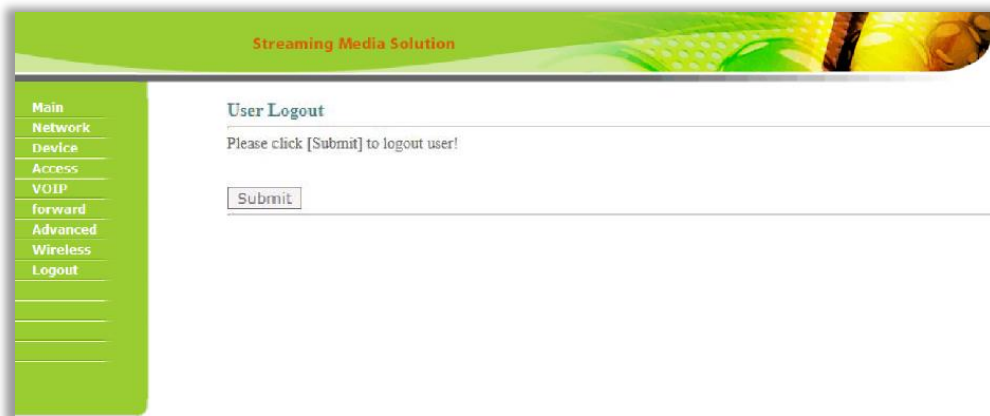 Streaming Media Solution
Main
Network
Device
Access
VOIP
forward
Advanced
Wireless
Logout
User Logout
Please click [Submit] to logout user!
Submit